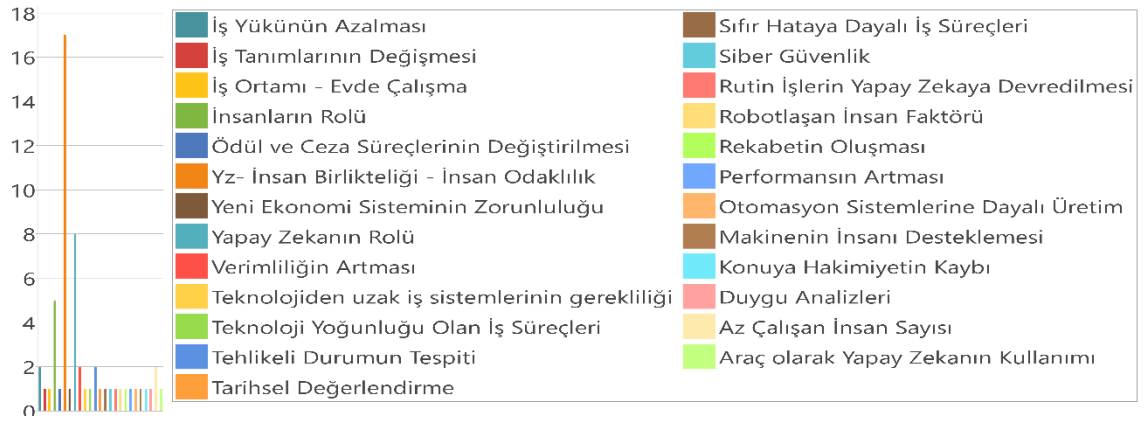 18
16
14
12
10
8
6
4
2
0
İş Yükünün Azalması
İş Tanımlarının Değişmesi
İş Ortamı - Evde Çalışma
İnsanların Rolü
Ödül ve Ceza Süreçlerinin Değiştirilmesi
Yz- İnsan Birlikteliği - İnsan Odaklılık
Yeni Ekonomi Sisteminin Zorunluluğu
Yapay Zekanın Rolü
Verimliliğin Artması
Teknolojiden uzak iş sistemlerinin gerekliliği
Teknoloji Yoğunluğu Olan İş Süreçleri
Tehlikeli Durumun Tespiti
Tarihsel Değerlendirme
Sıfır Hataya Dayalı İş Süreçleri
Siber Güvenlik
Rutin İşlerin Yapay Zekaya Devredilmesi
Robotlaşan İnsan Faktörü
Rekabetin Oluşması
Performansın Artması
Otomasyon Sistemlerine Dayalı Üretim
Makinenin İnsanı Desteklemesi
Konuya Hakimiyetin Kaybı
Duygu Analizleri
Az Çalışan İnsan Sayısı
Araç olarak Yapay Zekanın Kullanımı